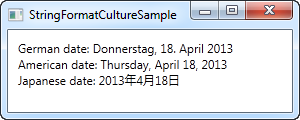 StringFormatCultureSample
German date: Donnerstag, 18. April 2013
American date: Thursday, April 18, 2013
Japanese date: 2013年4月18日